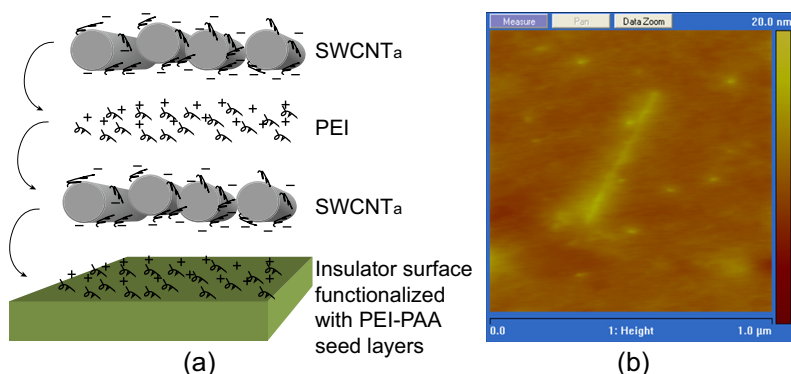 SWCNTa
PEI
SWCNTa
Insulator surface
functionalized
with PEI-PAA
seed layers
(a)
Measure Pan Data Zoom 20.0 nm
0.0 1: Height 1.0 µm
(b)